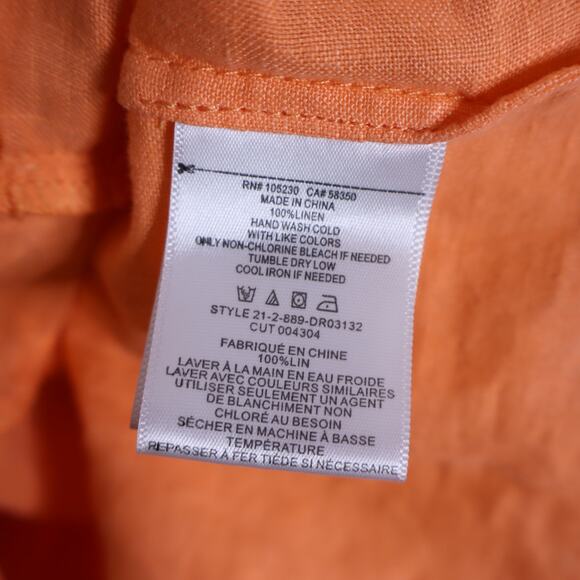 RN# 105230 CA# 58350
MADE IN CHINA
100%LINEN
HAND WASH COLD
WITH LIKE COLORS
ONLY NON-CHLORINE BLEACH IF NEEDED
TUMBLE DRY LOW
COOL IRON IF NEEDED
STYLE 21-2-889-DR03132
CUT 004304
FABRIQUÉ EN CHINE
100%LIN
LAVER À LA MAIN EN EAU FROIDE
LAVER AVEC COULEURS SIMILAIRES
UTILISER SEULEMENT UN AGENT
DE BLANCHIMENT NON
CHLORÉ AU BESOIN
SÉCHER EN MACHINE À BASSE
TEMPÉRATURE
REPASSER À FER TIÉDE SI NÉCESSAIRE